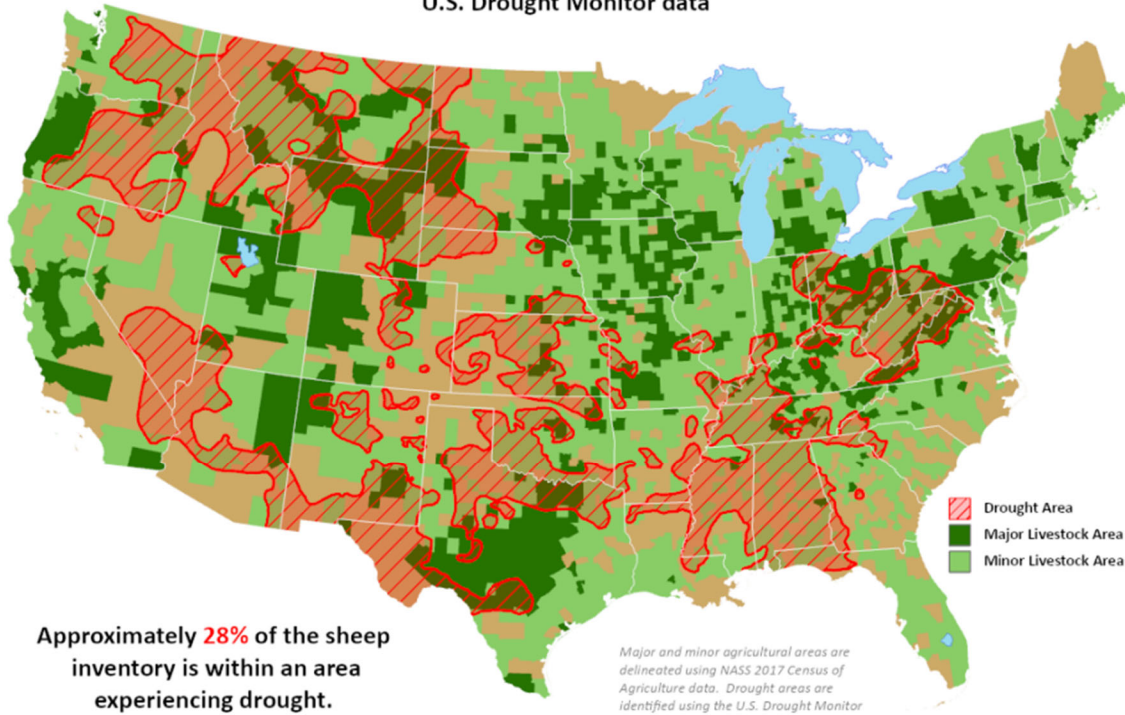 U.S. Drought Monitor data
Drought Area
Major Livestock Area
Minor Livestock Area
Approximately 28% of the sheep
inventory is within an area
experiencing drought.
Major and minor agricultural areas are
delineated using NASS 2017 Census of
Agriculture data. Drought areas are
identified using the U.S. Drought Monitor